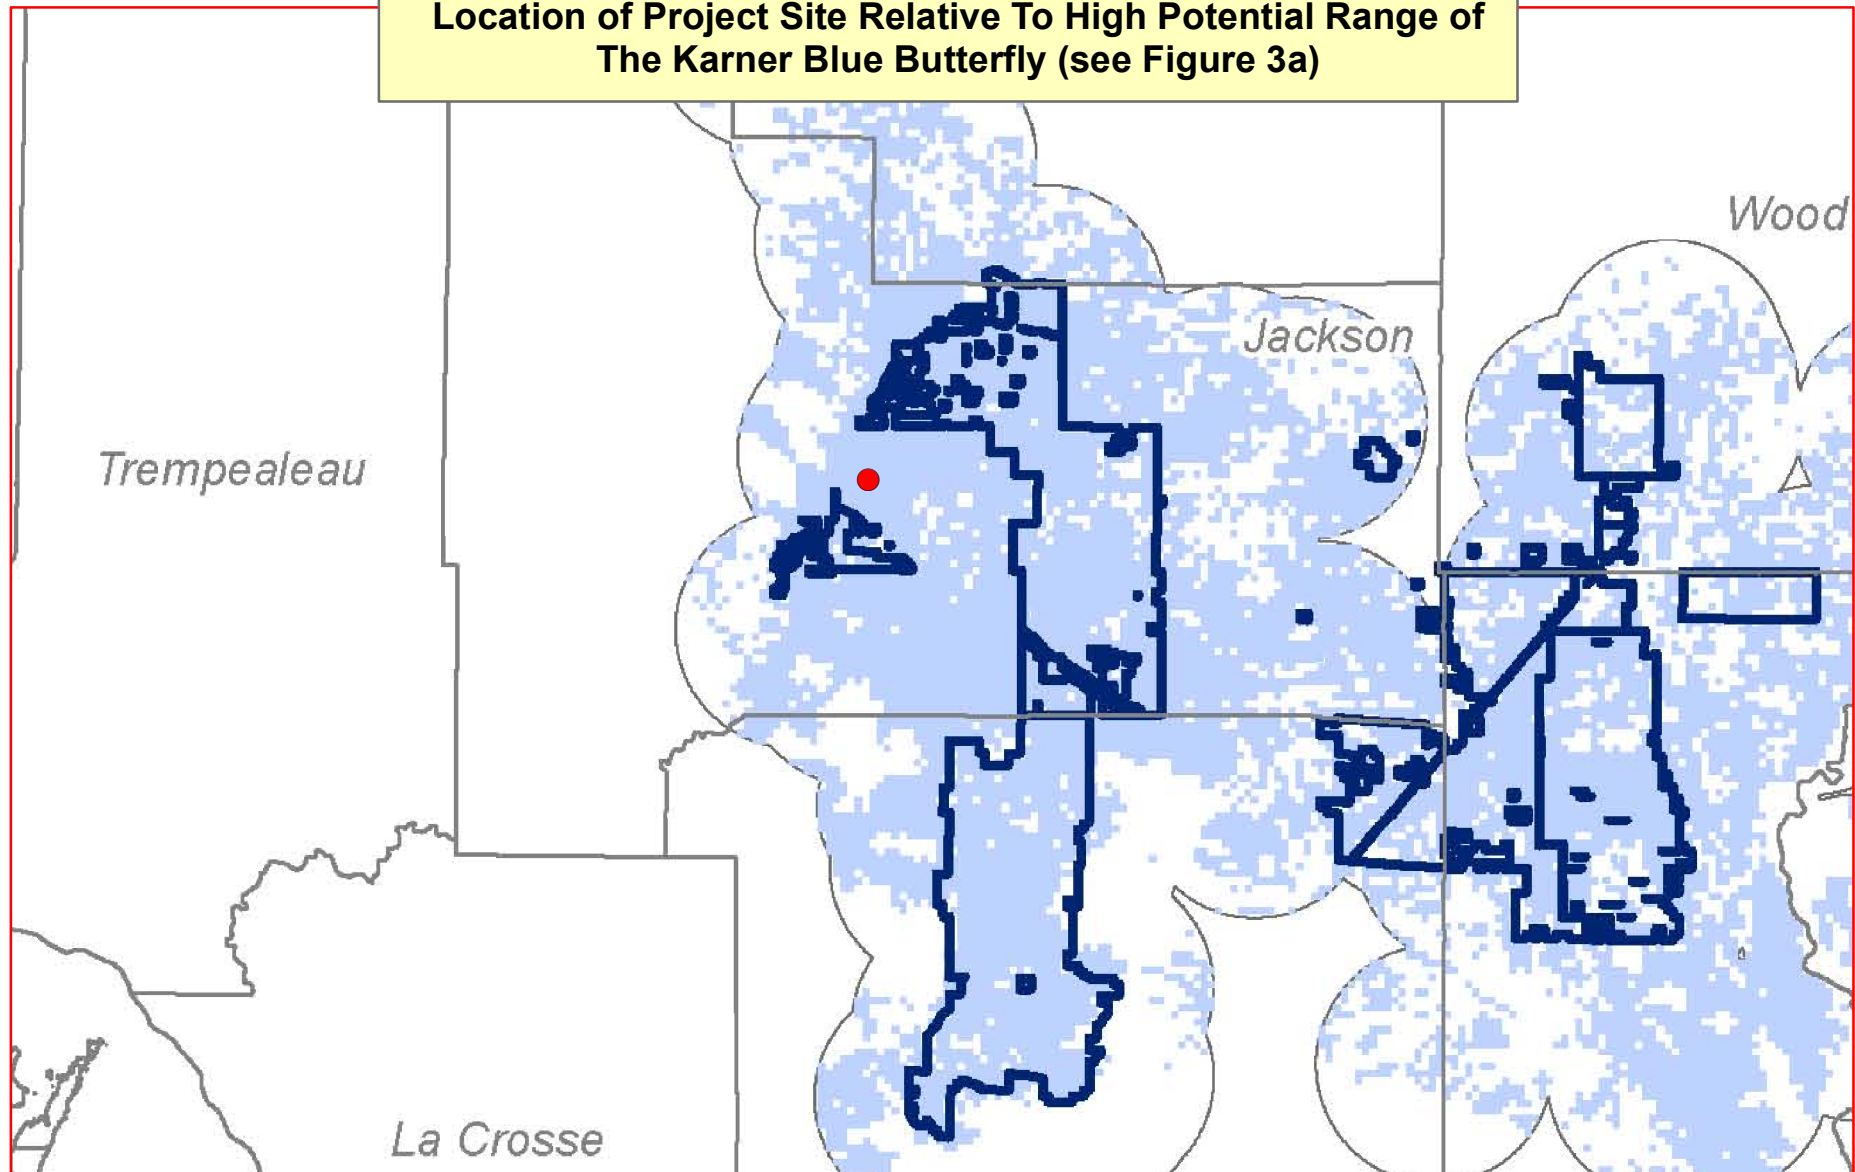 Location of Project Site Relative To High Potential Range of
The Karner Blue Butterfly (see Figure 3a)
Wood
Jackson
Trempealeau
La Crosse